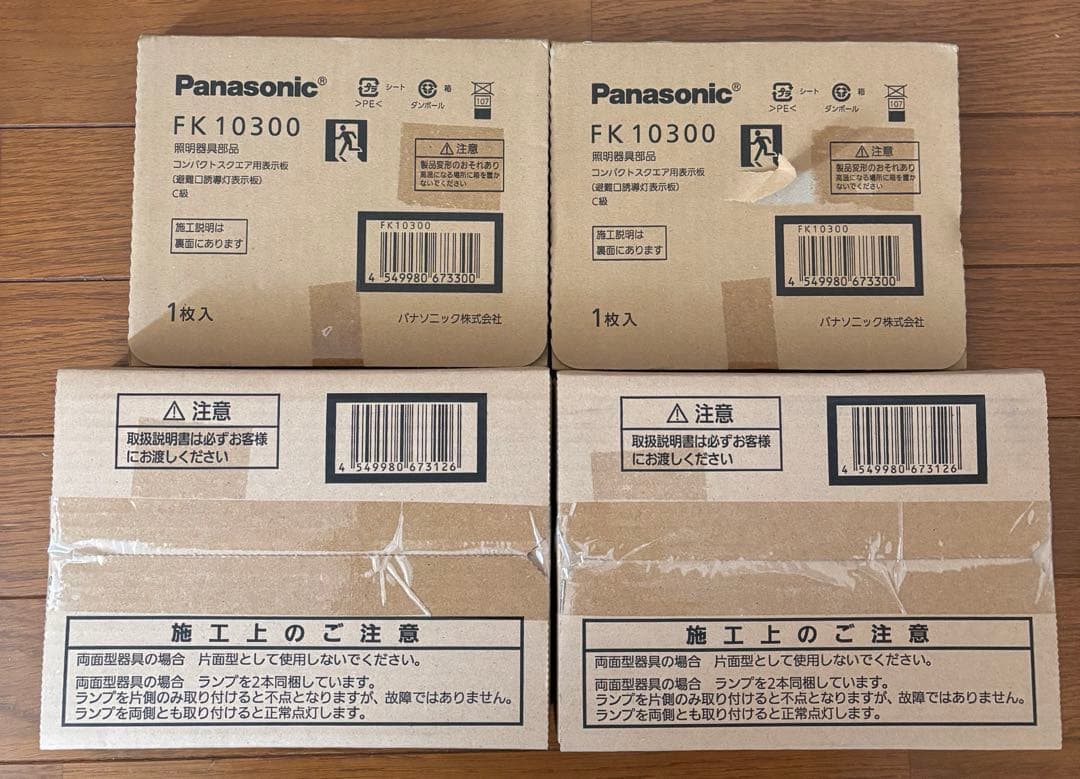 Panasonic®
プラ シート
>PE<
箱
ダンボール
107
FK10300
照明器具部品
コンパクトスクエア用表示板
(避難口誘導灯表示板)
C級
⚠注意
製品変形のおそれあり
高温になる場所に箱を置か
ないでください
施工説明は
裏面にあります
FK10300
4 549980 673300
1枚入
パナソニック株式会社
Panasonic®
プラ シート
>PE<
箱
ダンボール
107
FK10300
照明器具部品
コンパクトスクエア用表示板
(避難口誘導灯表示板)
C級
⚠注意
製品変形のおそれあり
高温になる場所に箱を置か
ないでください
施工説明は
裏面にあります
FK10300
4 549980 673300
1枚入
パナソニック株式会社
⚠注意
取扱説明書は必ずお客様
にお渡しください
4 549980 673126
施工上のご注意
両面型器具の場合 片面型として使用しないでください。
両面型器具の場合 ランプを2本同梱しています。
ランプを片側のみ取り付けると不点となりますが、故障ではありません。
ランプを両側とも取り付けると正常点灯します。
⚠注意
取扱説明書は必ずお客様
にお渡しください
4 549980 673126
施工上のご注意
両面型器具の場合 片面型として使用しないでください。
両面型器具の場合 ランプを2本同梱しています。
ランプを片側のみ取り付けると不点となりますが、故障ではありません。
ランプを両側とも取り付けると正常点灯します。